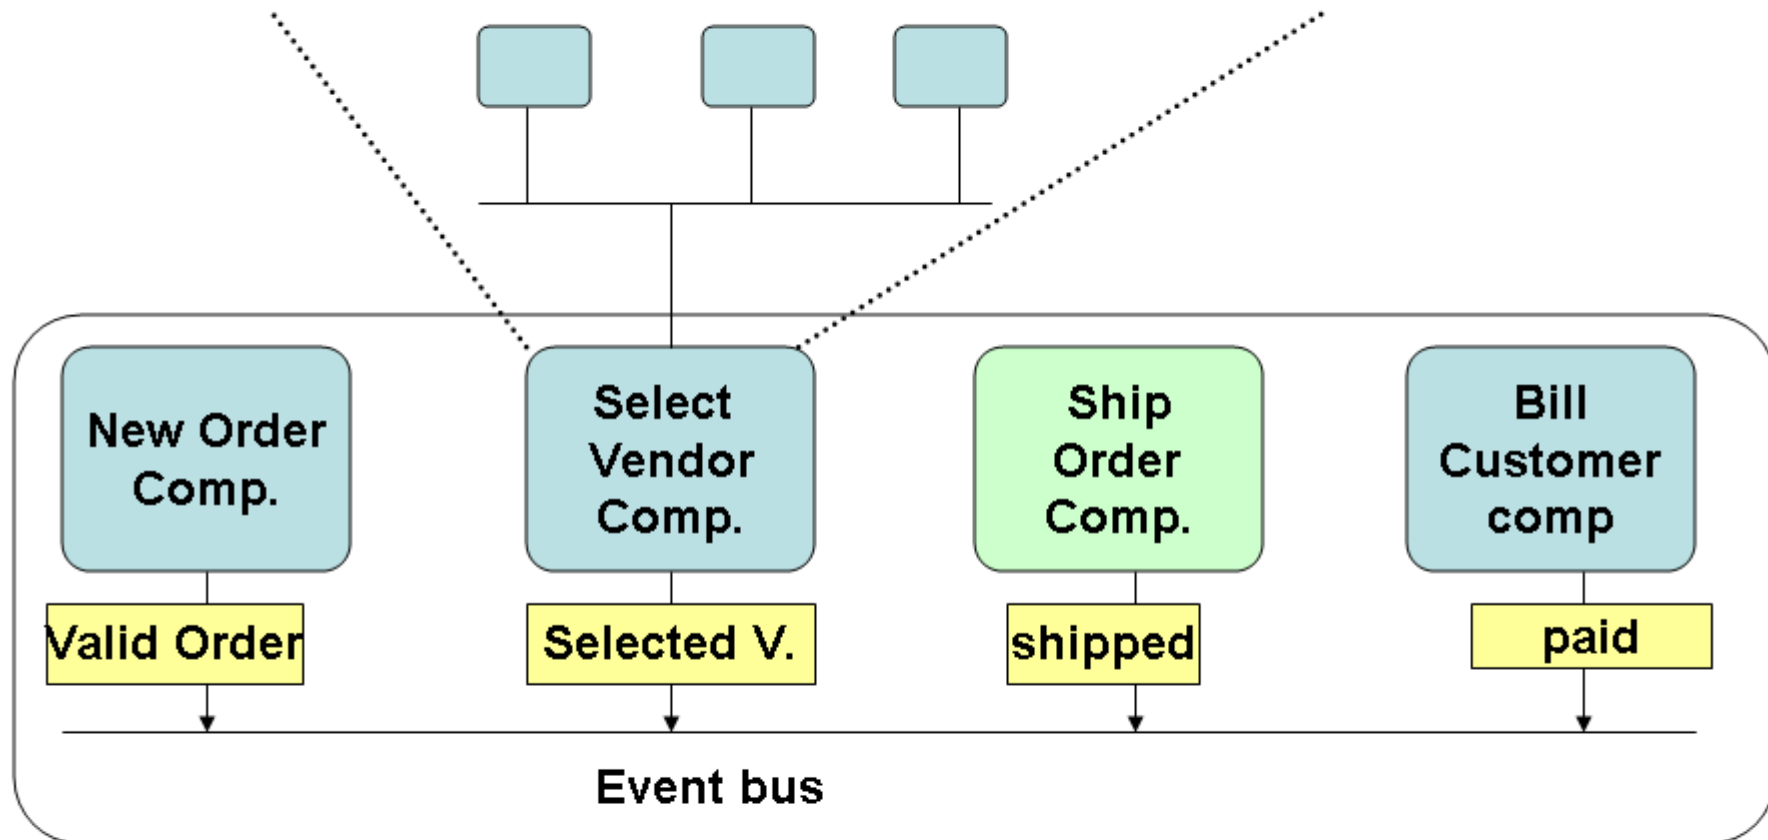 New Order
Comp.
Select
Vendor
Comp.
Ship
Order
Comp.
Bill
Customer
comp
Valid Order
Selected V.
shipped
paid
Event bus